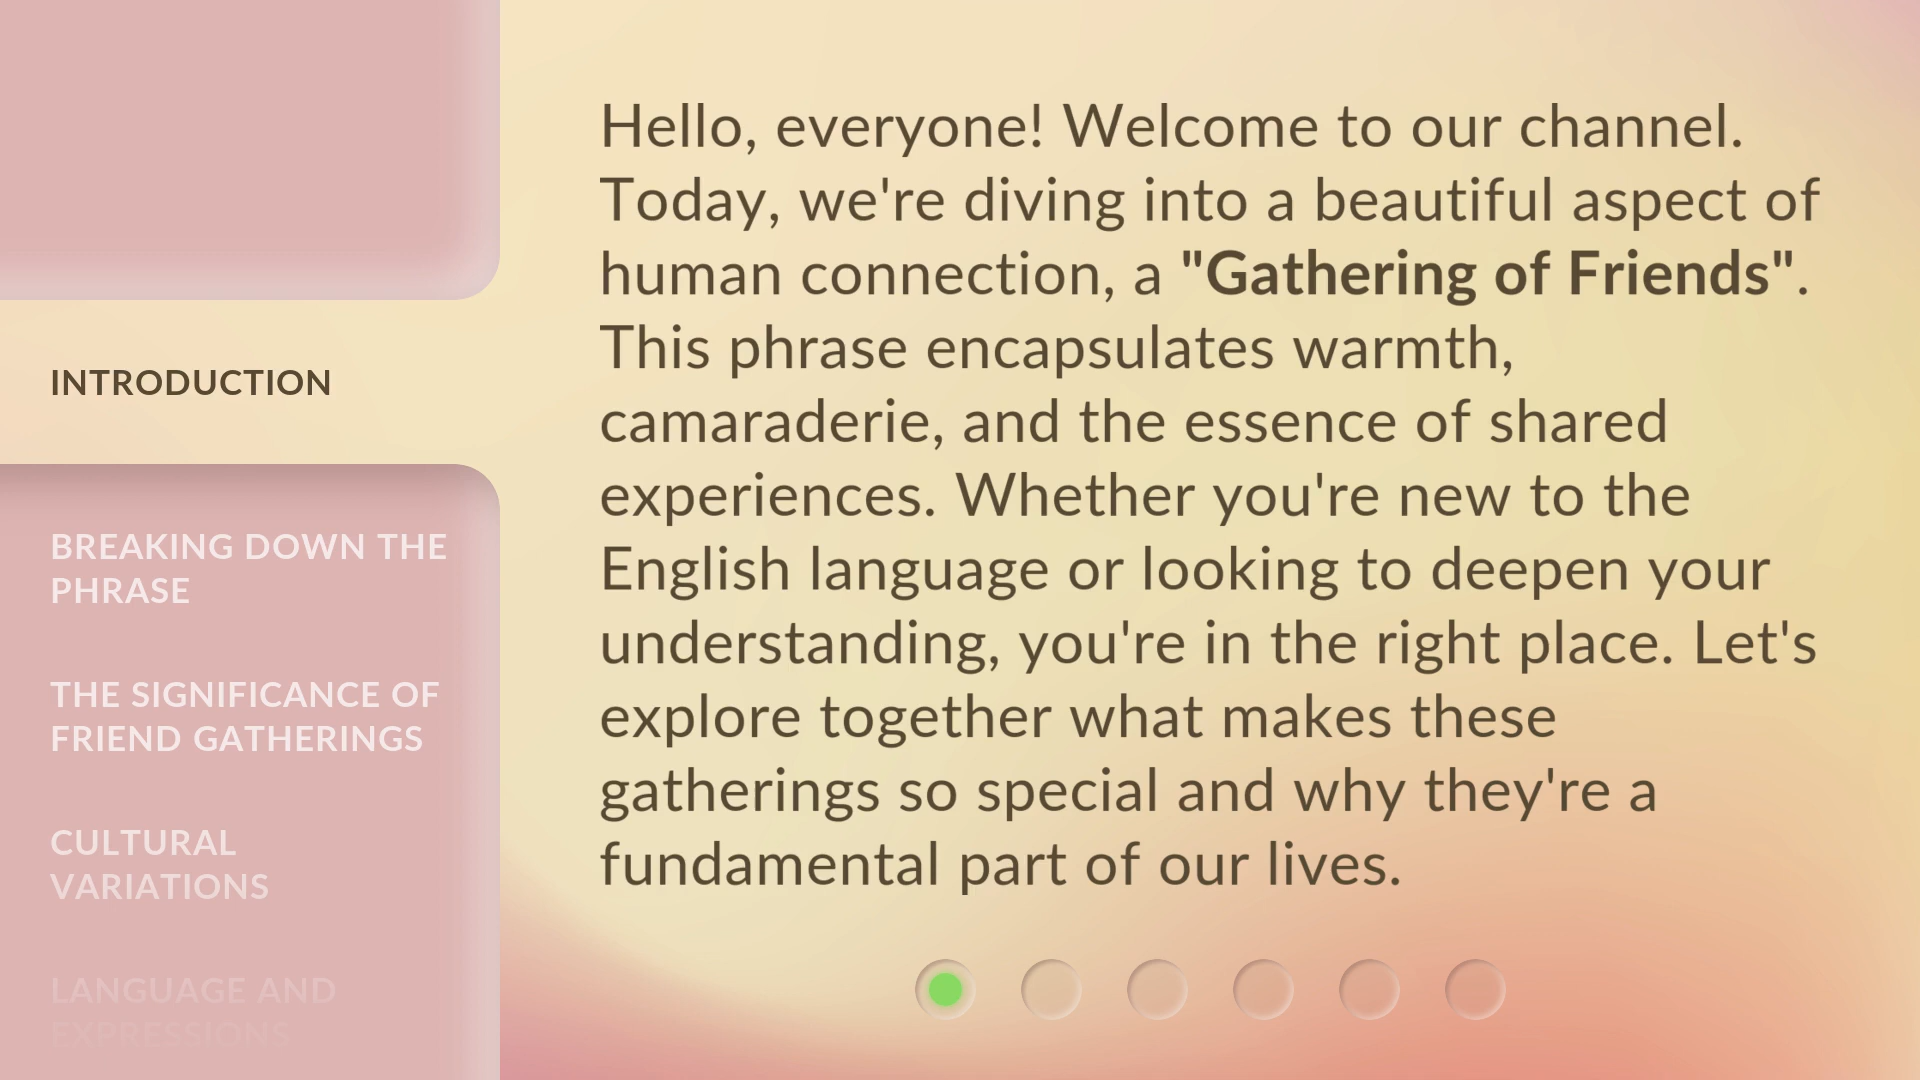 INTRODUCTION
BREAKING DOWN THE
PHRASE
THE SIGNIFICANCE OF
FRIEND GATHERINGS
CULTURAL
VARIATIONS
LANGUAGE AND
EXPRESSIONS
Hello, everyone! Welcome to our channel.
Today, we're diving into a beautiful aspect of
human connection, a "Gathering of Friends".
This phrase encapsulates warmth,
camaraderie, and the essence of shared
experiences. Whether you're new to the
English language or looking to deepen your
understanding, you're in the right place. Let's
explore together what makes these
gatherings so special and why they're a
fundamental part of our lives.